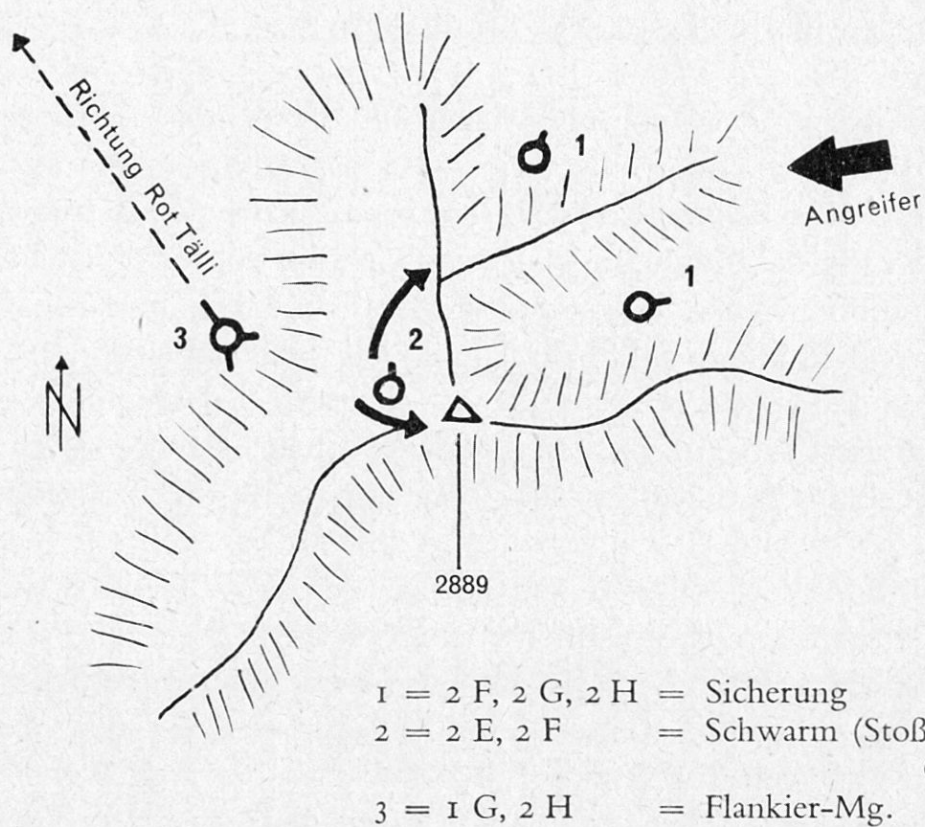 Richtung Rot Tälli
1
Angreifer
1
3
2
N
2889
1 = 2 F, 2 G, 2 H = Sicherung
2 = 2 E, 2 F = Schwarm (Stoß
3 = 1 G, 2 H = Flankier-Mg.